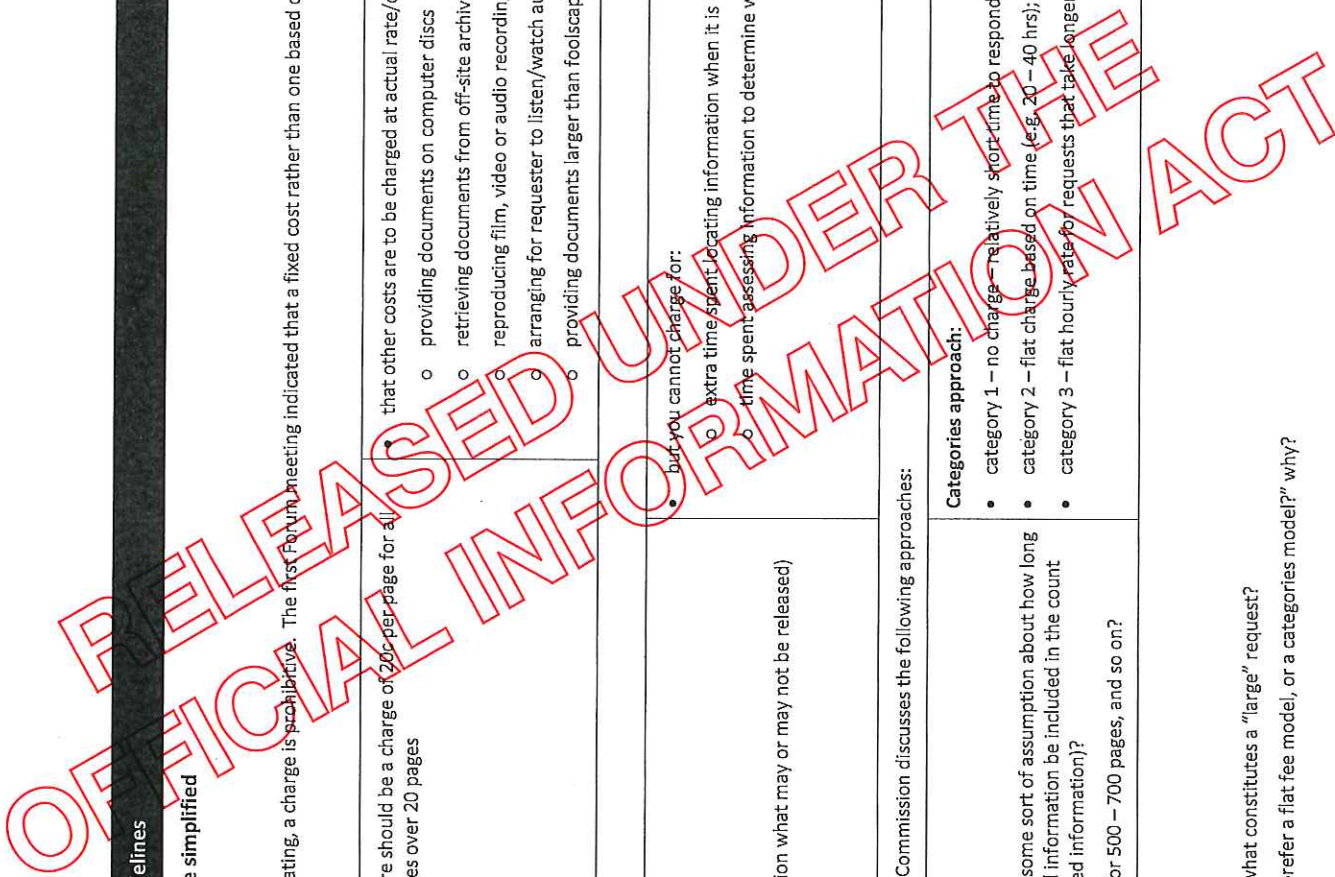 elines
e simplified
ating, a charge is prohibitive. The first Forum meeting indicated that a fixed cost rather than one based o
re should be a charge of 20c per page for all
es over 20 pages
• that other costs are to be charged at actual rate/c
o providing documents on computer discs
o retrieving documents from off-site archiv
o reproducing film, video or audio recording
o arranging for requester to listen/watch au
o providing documents larger than foolscap
ion what may or may not be released)
• but you cannot charge for:
o extra time spent locating information when it is
o time spent assessing information to determine w
Commission discusses the following approaches:
some sort of assumption about how long
l information be included in the count
ed information)?
or 500 – 700 pages, and so on?
Categories approach:
• category 1 – no charge – relatively short time to respond
• category 2 – flat charge based on time (e.g. 20 – 40 hrs);
• category 3 – flat hourly rate for requests that take longer
what constitutes a "large" request?
refer a flat fee model, or a categories model?" why?
RELEASED UNDER THE
OFFICIAL INFORMATION ACT